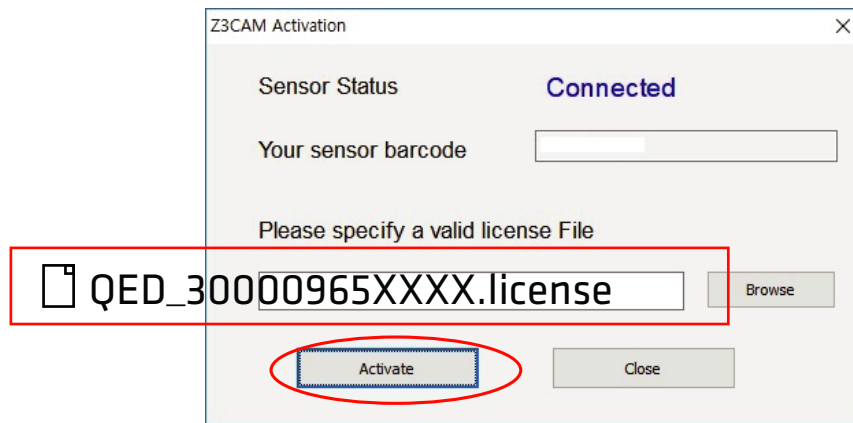 Z3CAM Activation
Sensor Status Connected
Your sensor barcode
Please specify a valid license File
QED_30000965XXXX.license Browse
Activate Close